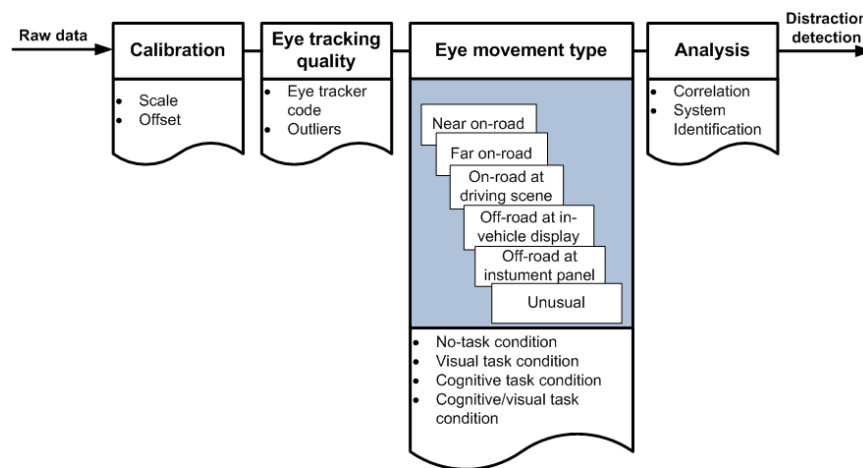 Raw data
Calibration
• Scale
• Offset
Eye tracking
quality
• Eye tracker
code
• Outliers
Eye movement type
Near on-road
Far on-road
On-road at
driving scene
Off-road at in-
vehicle display
Off-road at
instument panel
Unusual
• No-task condition
• Visual task condition
• Cognitive task condition
• Cognitive/visual task
condition
Analysis
• Correlation
• System
Identification
Distraction
detection